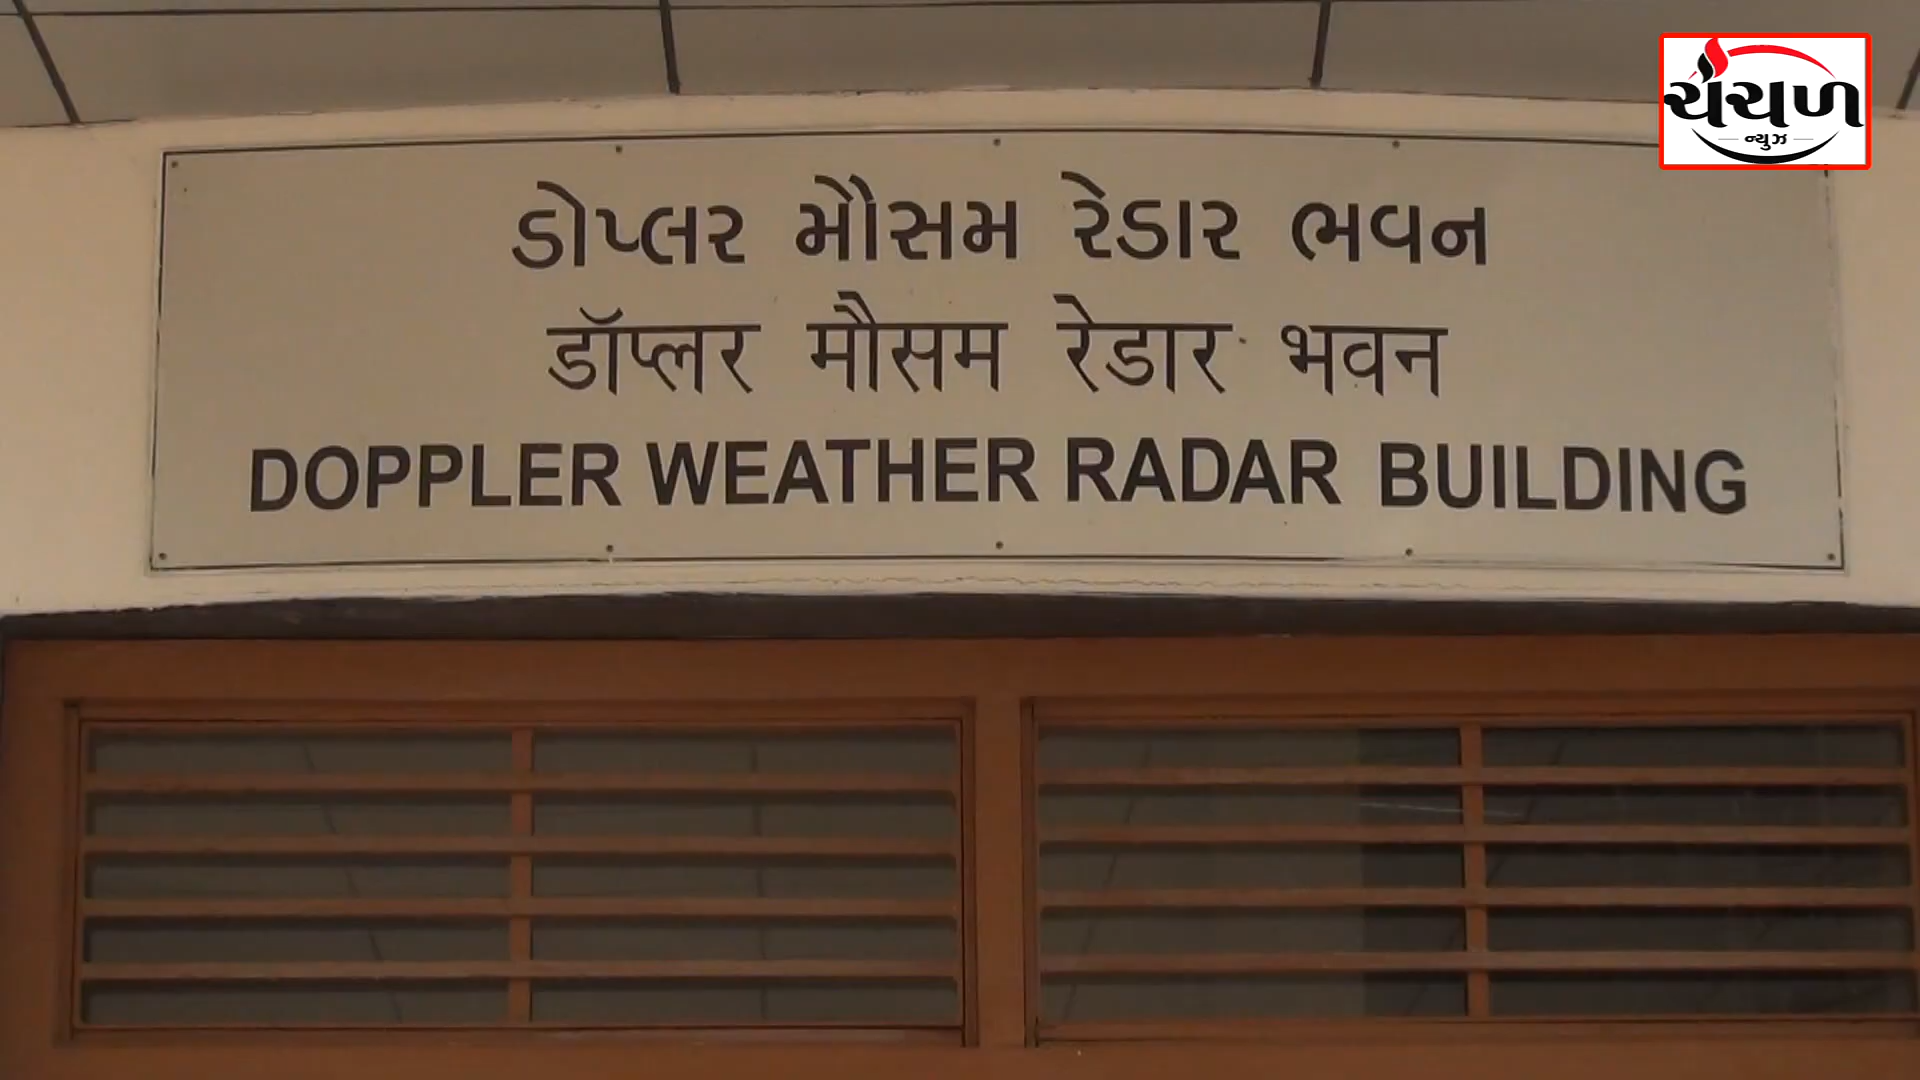 ચંચળ
ન્યુઝ
ડોપ્લર મૌસમ રેડાર ભવન
डॉप्लर मौसम रेडार भवन
DOPPLER WEATHER RADAR BUILDING